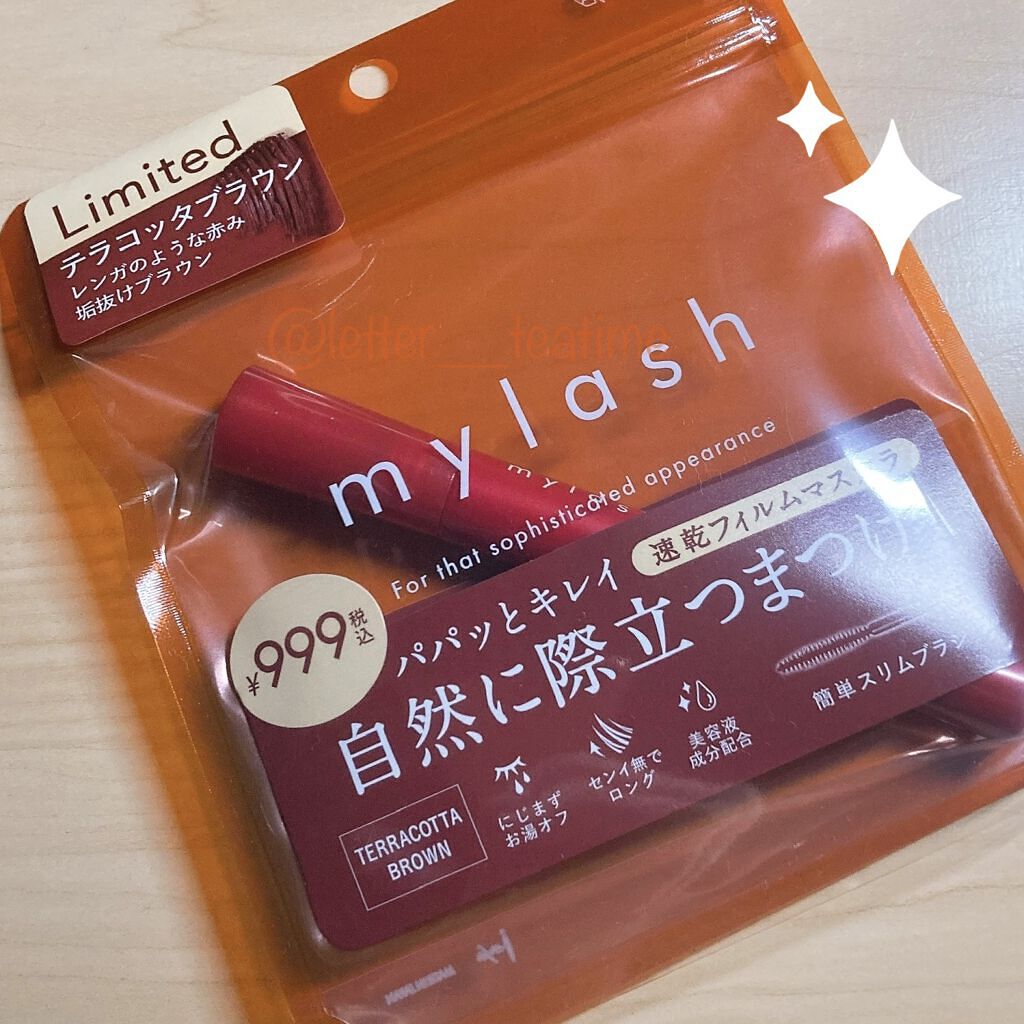 Limited
テラコッタブラウン
レンガのような赤み
垢抜けブラウン
@letter___teatime
mylash
For that sophisticated appearance
速乾フィルムマスカラ
パパッとキレイ
自然に際立つまつげ
¥999税込
簡単スリムブラシ
にじまず
お湯オフ
センイ無で
ロング
美容液
成分配合
TERRACOTTA
BROWN